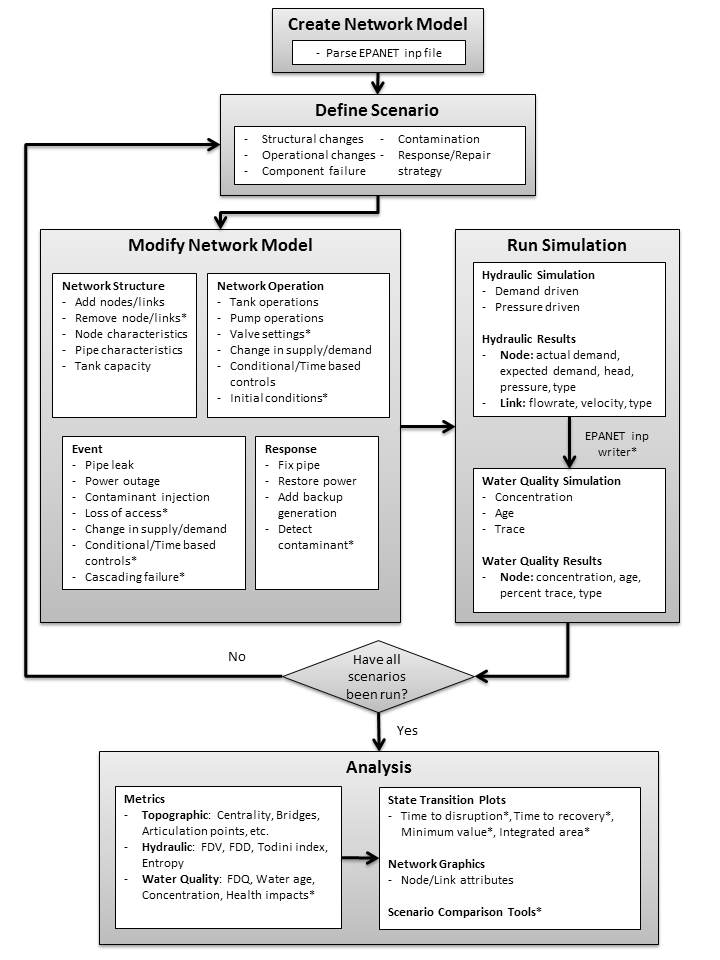 Create Network Model
- Parse EPANET inp file
Define Scenario
- Structural changes
- Operational changes
- Component failure
- Contamination
- Response/Repair
strategy
Modify Network Model
Network Structure
- Add nodes/links
- Remove node/links*
- Node characteristics
- Pipe characteristics
- Tank capacity
Network Operation
- Tank operations
- Pump operations
- Valve settings*
- Change in supply/demand
- Conditional/Time based
controls
- Initial conditions*
Event
- Pipe leak
- Power outage
- Contaminant injection
- Loss of access*
- Change in supply/demand
- Conditional/Time based
controls*
- Cascading failure*
Response
- Fix pipe
- Restore power
- Add backup
generation
- Detect
contaminant*
Run Simulation
Hydraulic Simulation
- Demand driven
- Pressure driven
Hydraulic Results
- Node: actual demand,
expected demand, head,
pressure, type
- Link: flowrate, velocity, type
EPANET inp
writer*
Water Quality Simulation
- Concentration
- Age
- Trace
Water Quality Results
- Node: concentration, age,
percent trace, type
Have all
scenarios
been run?
No
Yes
Analysis
Metrics
- Topographic: Centrality, Bridges,
Articulation points, etc.
- Hydraulic: FDV, FDD, Todini index,
Entropy
- Water Quality: FDQ, Water age,
Concentration, Health impacts*
State Transition Plots
- Time to disruption*, Time to recovery*,
Minimum value*, Integrated area*
Network Graphics
- Node/Link attributes
Scenario Comparison Tools*